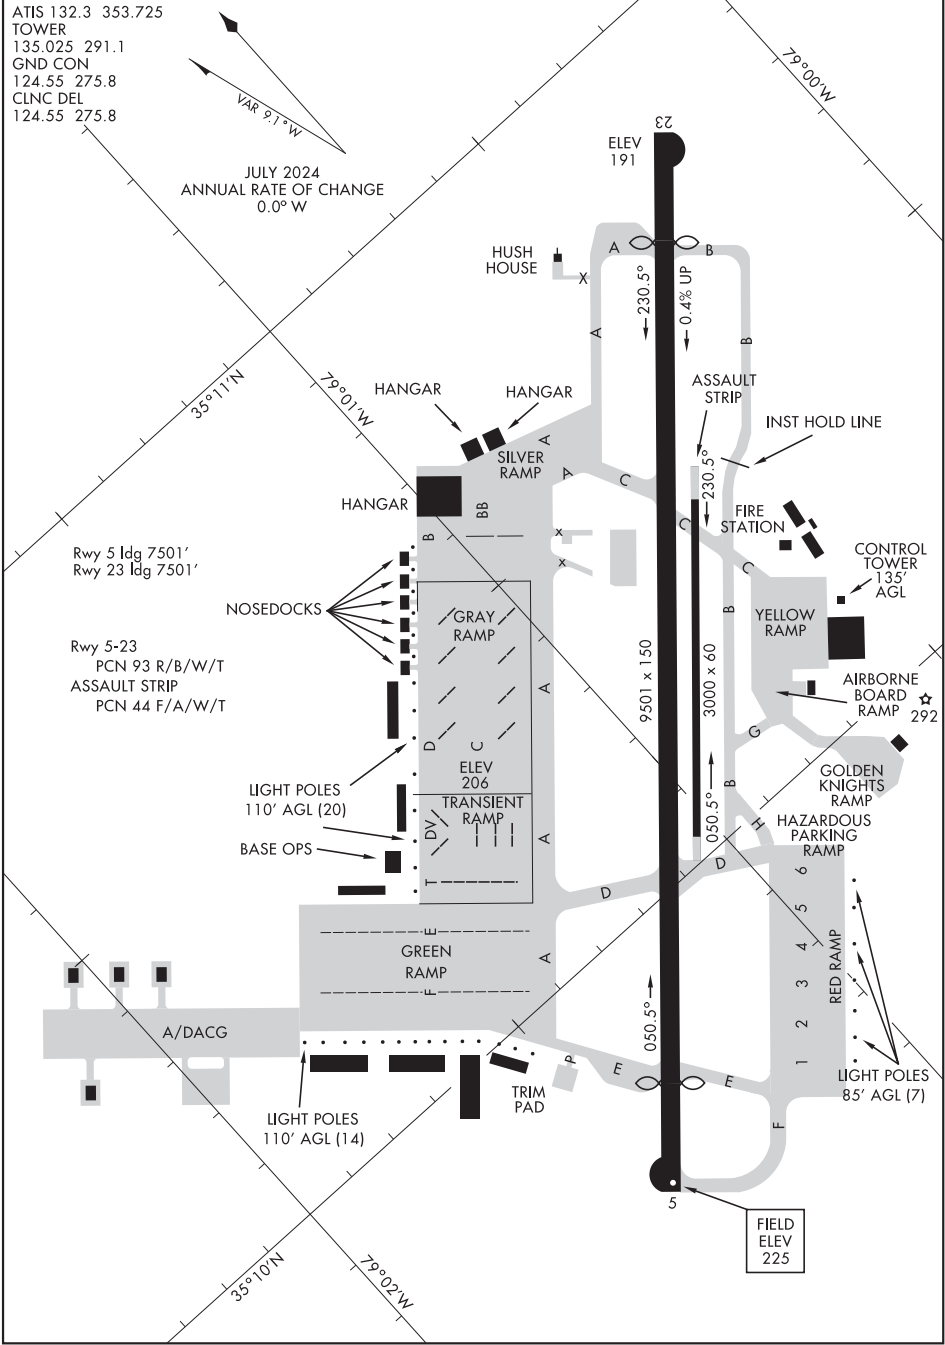 ATIS 132.3 353.725
TOWER
135.025 291.1
GND CON
124.55 275.8
CLNC DEL
124.55 275.8
VAR 9.1° W
JULY 2024
ANNUAL RATE OF CHANGE
0.0° W
79°00'W
23
ELEV
191
HUSH
HOUSE
X
A
B
230.5°
0.4% UP
A
B
35°11'N
79°01'W
HANGAR
HANGAR
ASSAULT
STRIP
INST HOLD LINE
SILVER
RAMP
A
A
C
230.5°
HANGAR
BB
B
X
X
C
FIRE
STATION
C
CONTROL
TOWER
135'
AGL
Rwy 5 ldg 7501'
Rwy 23 ldg 7501'
NOSEDOCKS
GRAY
RAMP
B
YELLOW
RAMP
Rwy 5-23
PCN 93 R/B/W/T
ASSAULT STRIP
PCN 44 F/A/W/T
A
9501 x 150
3000 x 60
AIRBORNE
BOARD
RAMP
292
D
C
G
ELEV
206
LIGHT POLES
110' AGL (20)
TRANSIENT
RAMP
B
050.5°
GOLDEN
KNIGHTS
RAMP
DV
A
H
HAZARDOUS
PARKING
RAMP
BASE OPS
T
D
D
6
5
4
3
2
1
RED RAMP
E
GREEN
RAMP
A
F
A/DACG
050.5°
P
E
E
LIGHT POLES
85' AGL (7)
TRIM
PAD
LIGHT POLES
110' AGL (14)
F
5
FIELD
ELEV
225
35°10'N
79°02'W